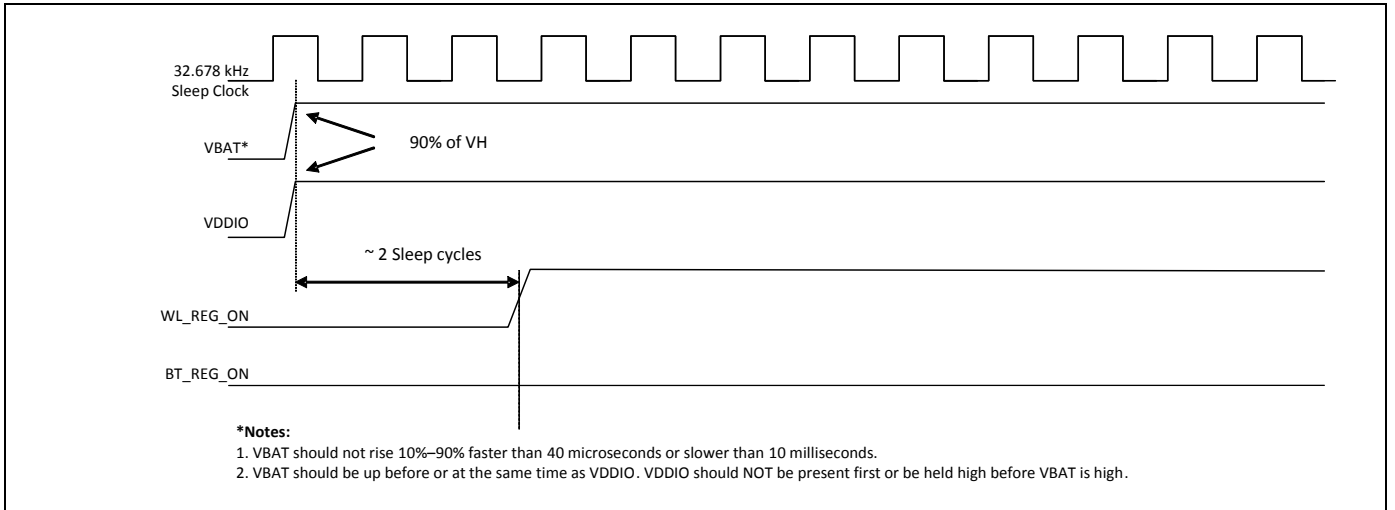 32.678 kHz
Sleep Clock
VBAT*
90% of VH
VDDIO
~ 2 Sleep cycles
WL_REG_ON
BT_REG_ON
*Notes:
1. VBAT should not rise 10%–90% faster than 40 microseconds or slower than 10 milliseconds.
2. VBAT should be up before or at the same time as VDDIO. VDDIO should NOT be present first or be held high before VBAT is high.